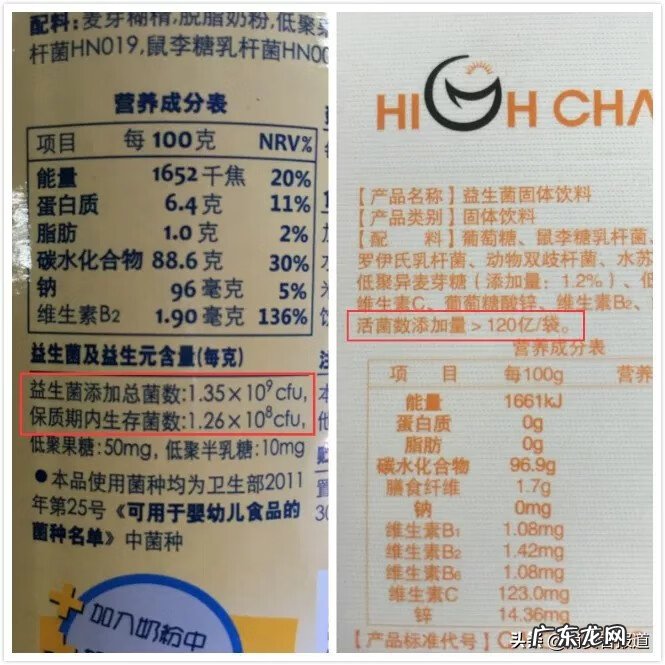 配料:麦芽糊精,脱脂奶粉,低聚
杆菌HN019,鼠李糖乳杆菌HN00
营养成分表
项目 每100克 NRV%
能量 1652千焦 20%
蛋白质 6.4克 11%
脂肪 1.0克 2%
碳水化合物 88.6克 30%
钠 96毫克 5%
维生素B2 1.90毫克 136%
益生菌及益生元含量(每克)
益生菌添加总菌数:1.35×10⁹cfu,
保质期内生存菌数:1.26×10⁸cfu,
低聚果糖:50mg,低聚半乳糖:10mg
●本品使用菌种均为卫生部2011
年第25号《可用于婴幼儿食品的
菌种名单》中菌种
加入奶粉中
HIGH CHA
【产品名称】益生菌固体饮料
【产品类别】固体饮料
【配 料】葡萄糖、鼠李糖乳杆菌、
罗伊氏乳杆菌、动物双歧杆菌、水苏
低聚异麦芽糖(添加量:1.2%)、低
维生素C、葡萄糖酸锌、维生素B₂、
活菌数添加量>120亿/袋。
营养成分表
项 目 每100g 营养
能量 1661kJ
蛋白质 0g
脂肪 0g
碳水化合物 96.9g
膳食纤维 1.7g
钠 0mg
维生素B₁ 1.08mg
维生素B₂ 1.42mg
维生素B₆ 1.08mg
维生素C 123.0mg
锌 14.36mg
【产品标准代号】Q
头条
广东龙网